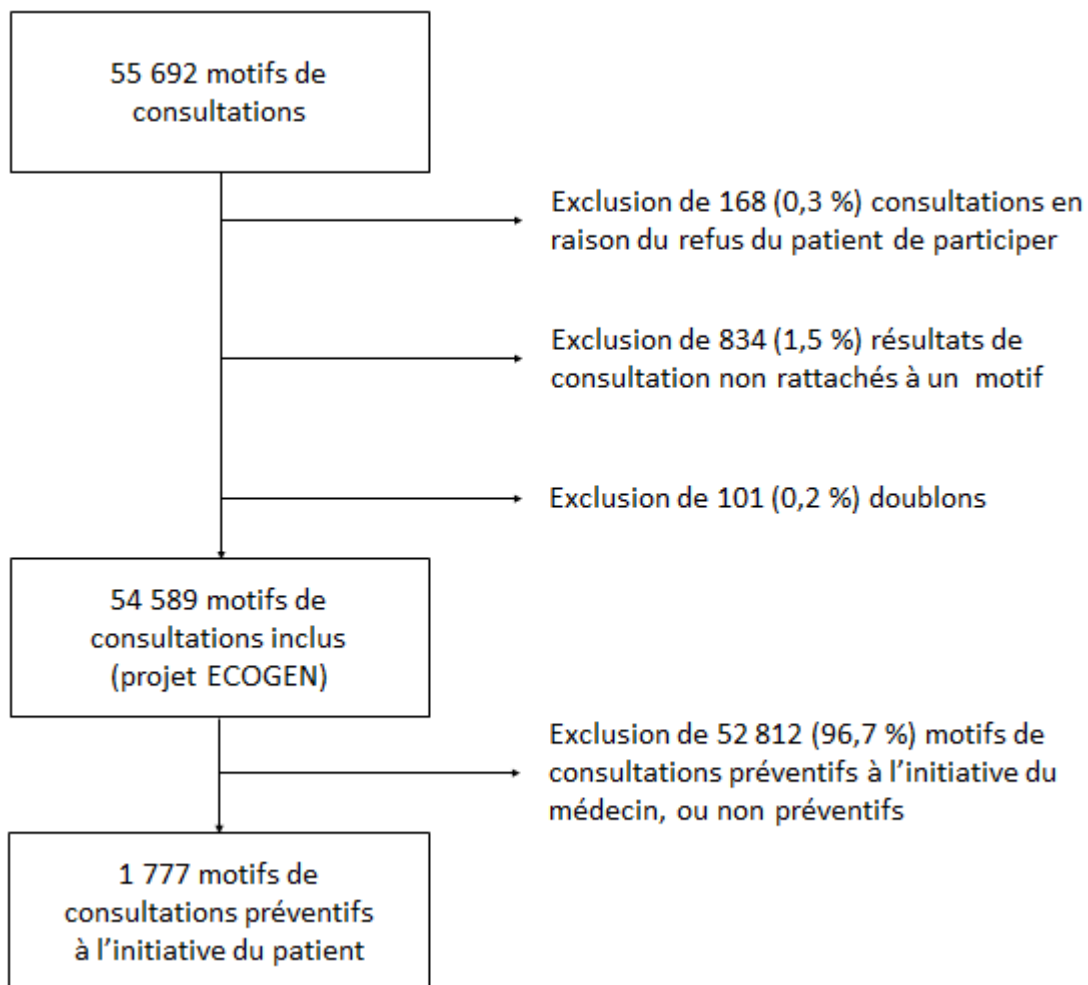 55 692 motifs de
consultations
Exclusion de 168 (0,3 %) consultations en
raison du refus du patient de participer
Exclusion de 834 (1,5 %) résultats de
consultation non rattachés à un motif
Exclusion de 101 (0,2 %) doublons
54 589 motifs de
consultations inclus
(projet ECOGEN)
Exclusion de 52 812 (96,7 %) motifs de
consultations préventifs à l’initiative du
médecin, ou non préventifs
1 777 motifs de
consultations préventifs
à l’initiative du patient